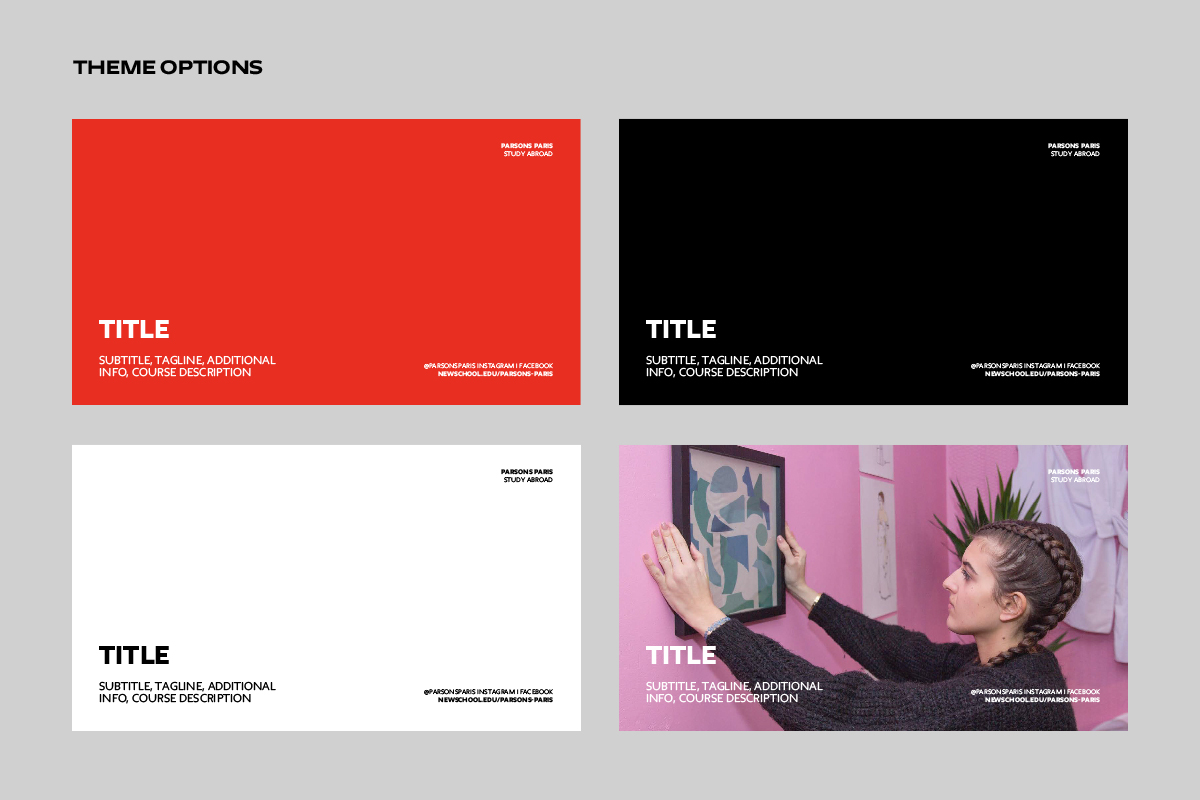 THEME OPTIONS
PARSONS PARIS
STUDY ABROAD
TITLE
SUBTITLE, TAGLINE, ADDITIONAL
INFO, COURSE DESCRIPTION
@PARSONSPARIS INSTAGRAM I FACEBOOK
NEWSCHOOL.EDU/PARSONS-PARIS
PARSONS PARIS
STUDY ABROAD
TITLE
SUBTITLE, TAGLINE, ADDITIONAL
INFO, COURSE DESCRIPTION
@PARSONSPARIS INSTAGRAM I FACEBOOK
NEWSCHOOL.EDU/PARSONS-PARIS
PARSONS PARIS
STUDY ABROAD
TITLE
SUBTITLE, TAGLINE, ADDITIONAL
INFO, COURSE DESCRIPTION
@PARSONSPARIS INSTAGRAM I FACEBOOK
NEWSCHOOL.EDU/PARSONS-PARIS
PARSONS PARIS
STUDY ABROAD
TITLE
SUBTITLE, TAGLINE, ADDITIONAL
INFO, COURSE DESCRIPTION
@PARSONSPARIS INSTAGRAM I FACEBOOK
NEWSCHOOL.EDU/PARSONS-PARIS